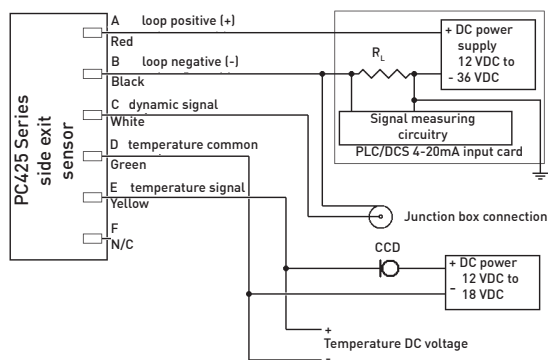 PC425 Series
side exit
sensor
A loop positive (+)
Red
B loop negative (-)
Black
C dynamic signal
White
D temperature common
Green
E temperature signal
Yellow
F
N/C
RL
+ DC power
supply
12 VDC to
- 36 VDC
Signal measuring
circuitry
PLC/DCS 4-20mA input card
Junction box connection
CCD
+ DC power
12 VDC to
- 18 VDC
+
Temperature DC voltage
-